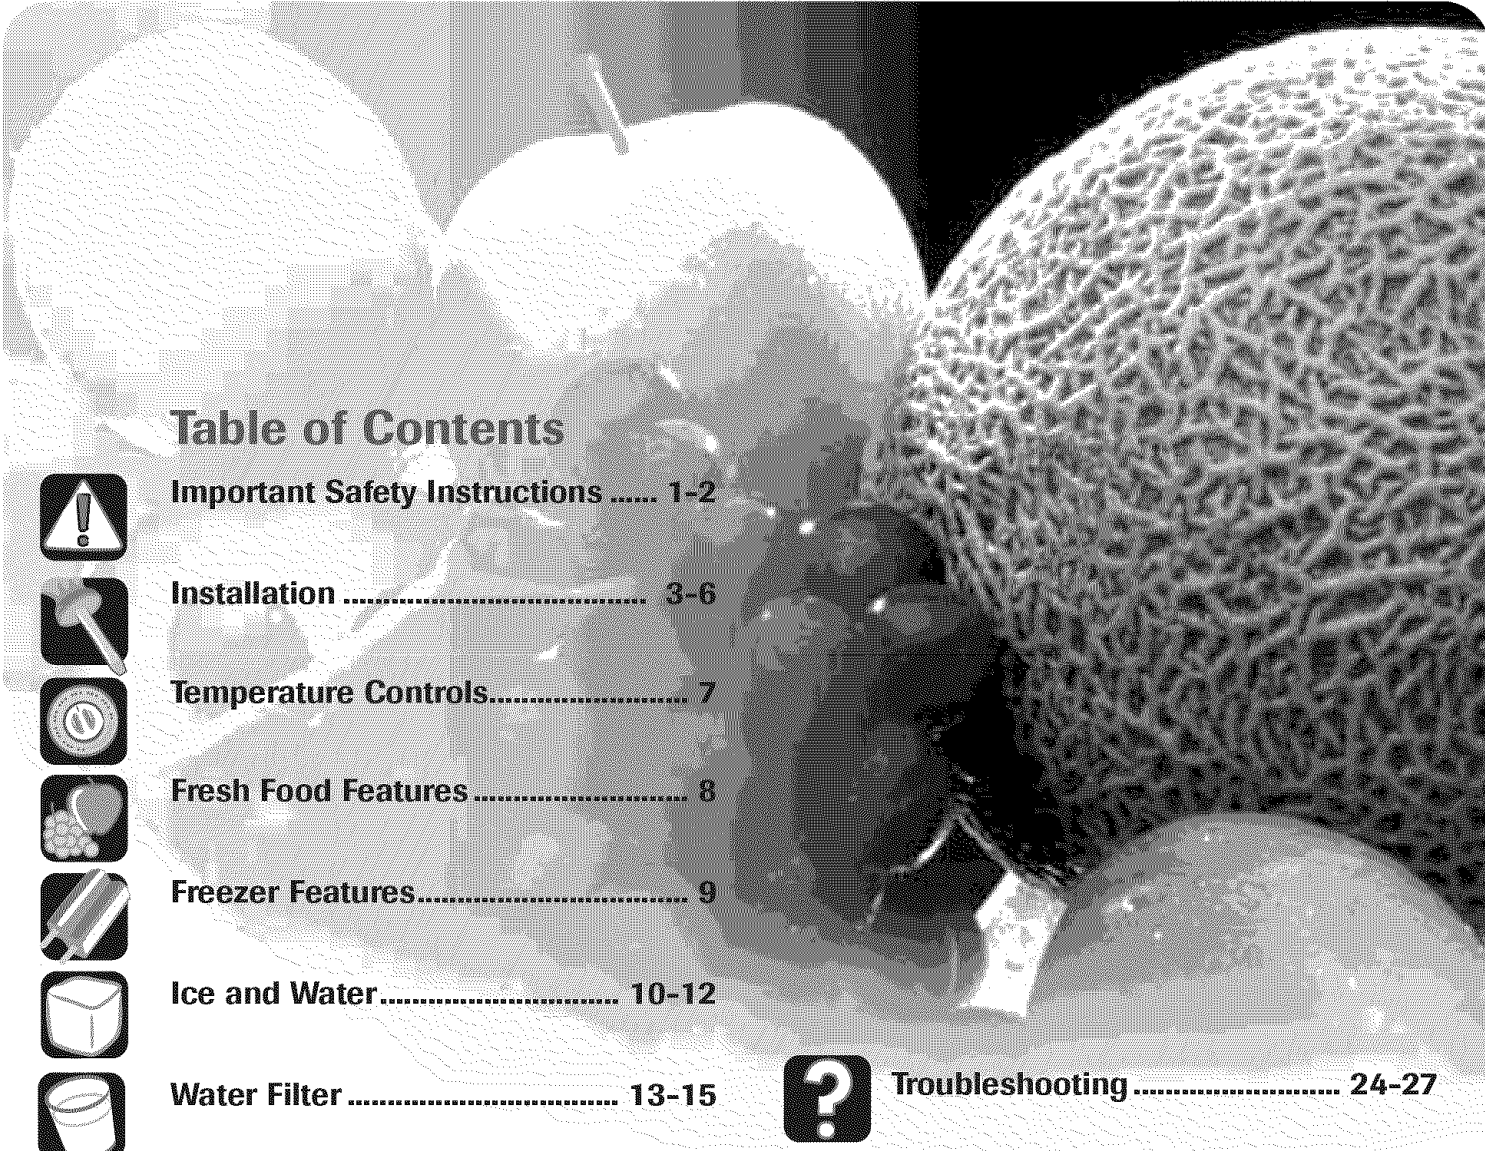 Table of Contents
Important Safety Instructions ...... 1-2
Installation ..................................... 3-6
Temperature Controls........................ 7
Fresh Food Features .......................... 8
Freezer Features................................. 9
Ice and Water............................. 10-12
Water Filter ................................. 13-15
Troubleshooting ......................... 24-27